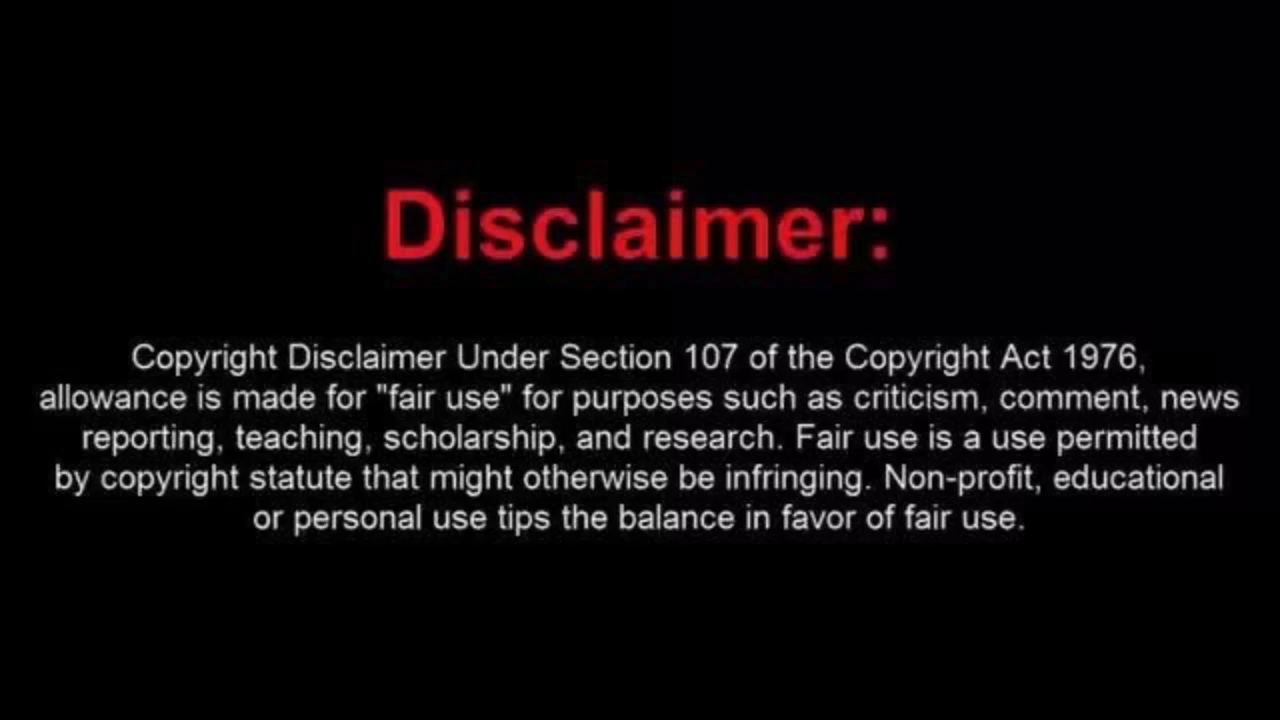 Disclaimer:
Copyright Disclaimer Under Section 107 of the Copyright Act 1976,
allowance is made for "fair use" for purposes such as criticism, comment, news
reporting, teaching, scholarship, and research. Fair use is a use permitted
by copyright statute that might otherwise be infringing. Non-profit, educational
or personal use tips the balance in favor of fair use.